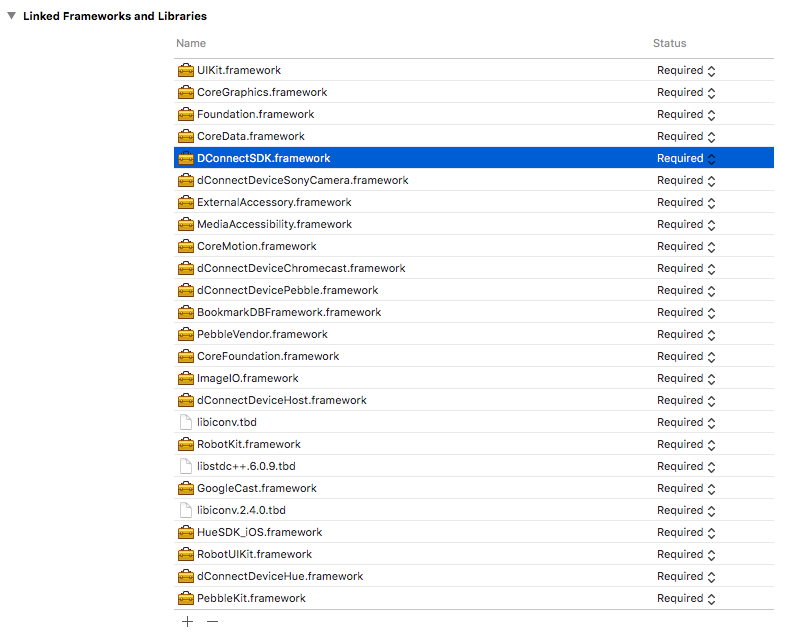 Linked Frameworks and Libraries
Name Status
UIKit.framework Required
CoreGraphics.framework Required
Foundation.framework Required
CoreData.framework Required
DConnectSDK.framework Required
dConnectDeviceSonyCamera.framework Required
ExternalAccessory.framework Required
MediaAccessibility.framework Required
CoreMotion.framework Required
dConnectDeviceChromecast.framework Required
dConnectDevicePebble.framework Required
BookmarkDBFramework.framework Required
PebbleVendor.framework Required
CoreFoundation.framework Required
ImageIO.framework Required
dConnectDeviceHost.framework Required
libiconv.tbd Required
RobotKit.framework Required
libstdc++.6.0.9.tbd Required
GoogleCast.framework Required
libiconv.2.4.0.tbd Required
HueSDK_iOS.framework Required
RobotUIKit.framework Required
dConnectDeviceHue.framework Required
PebbleKit.framework Required